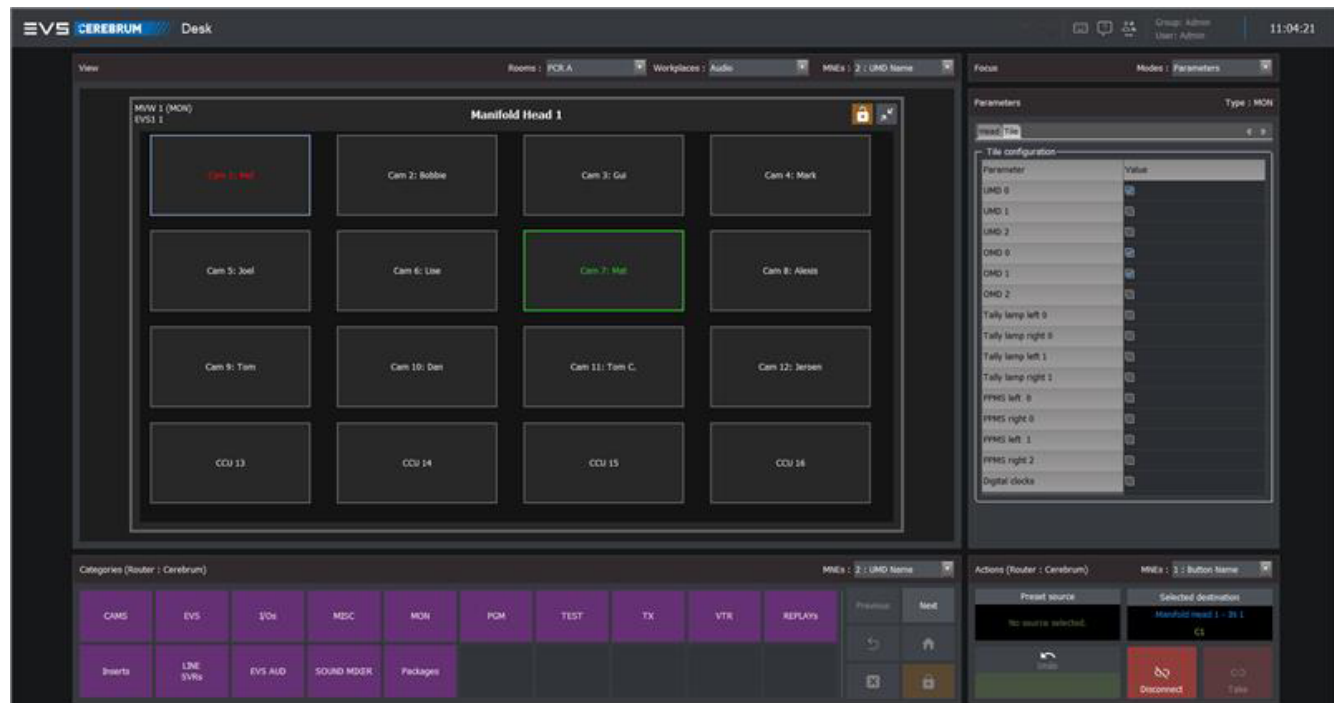 EVS CEREBRUM Desk
Group: Admin
User: Admin
11:04:21
View
Rooms : PCR A
Workplaces : Audio
MNEs : 2 : UMD Name
Focus
Modes : Parameters
MVW 1 (MON)
EVS1 1
Manifold Head 1
Cam 2: Bobbie
Cam 3: Gui
Cam 4: Mark
Cam 5: Joel
Cam 6: Lise
Cam 7: Mat
Cam 8: Alexis
Cam 9: Tom
Cam 10: Dan
Cam 11: Tom C.
Cam 12: Jeroen
CCU 13
CCU 14
CCU 15
CCU 16
Parameters
Type : MON
Head
Tile
Tile configuration
Parameter
Value
UMD 0
UMD 1
UMD 2
OMD 0
OMD 1
OMD 2
Tally lamp left 0
Tally lamp right 0
Tally lamp left 1
Tally lamp right 1
PPMS left 0
PPMS right 0
PPMS left 1
PPMS right 2
Digital clocks
Categories (Router : Cerebrum)
MNEs : 2 : UMD Name
CAMS
EVS
I/Os
MISC
MON
PGM
TEST
TX
VTR
REPLAYs
Previous
Next
Inserts
LINE
SVRs
EVS AUD
SOUND MIXER
Packages
Actions (Router : Cerebrum)
MNEs : 1 : Button Name
Preset source
Selected destination
No source selected.
Manifold Head 1 -
C1
Undo
Disconnect
Take